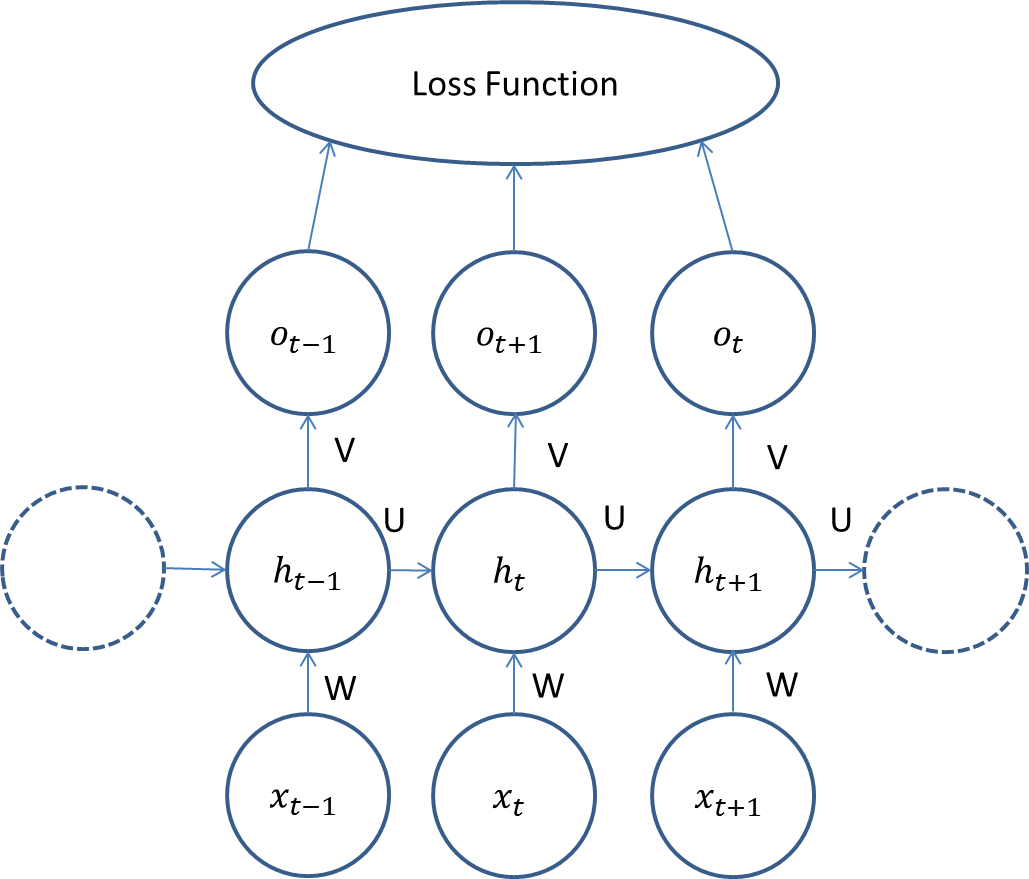 Loss Function
o_{t−1} o_{t+1} o_t
V V V
U U U
h_{t−1} h_t h_{t+1}
W W W
x_{t−1} x_t x_{t+1}